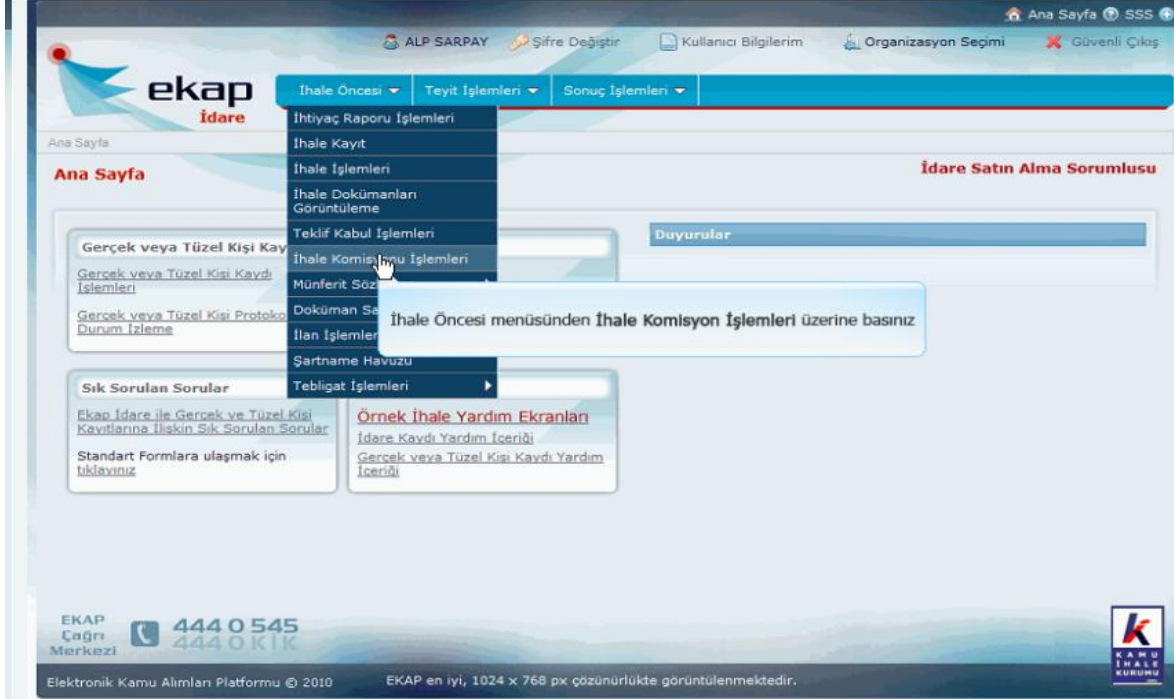 Ana Sayfa SSS
ALP SARPAY Şifre Değiştir Kullanıcı Bilgilerim Organizasyon Seçimi Güvenli Çıkış
ekap
İdare
İhale Öncesi Teyit İşlemleri Sonuç İşlemleri
İhtiyaç Raporu İşlemleri
İhale Kayıt
İhale İşlemleri
İhale Dokümanları
Görüntüleme
Teklif Kabul İşlemleri
İhale Komisyonu İşlemleri
Münferit Söz
Doküman Sa
İlan İşlemler
Şartname Havuzu
Tebligat İşlemleri
Ana Sayfa
Ana Sayfa
İdare Satın Alma Sorumlusu
Gerçek veya Tüzel Kişi Kay
Gerçek veya Tüzel Kişi Kaydı
İşlemleri
Gerçek veya Tüzel Kişi Protoko
Durum İzleme
Duyurular
İhale Öncesi menüsünden İhale Komisyon İşlemleri üzerine basınız
Sık Sorulan Sorular
Ekap İdare ile Gerçek ve Tüzel Kişi
Kayıtlarına İlişkin Sık Sorulan Sorular
Standart Formlara ulaşmak için
tıklayınız
Örnek İhale Yardım Ekranları
İdare Kaydı Yardım İçeriği
Gerçek veya Tüzel Kişi Kaydı Yardım
İçeriği
EKAP
Çağrı
Merkezi
444 0 545
444 0 KİK
KAMU
İHALE
KURUMU
Elektronik Kamu Alımları Platformu © 2010 EKAP en iyi, 1024 x 768 px çözünürlükte görüntülenmektedir.